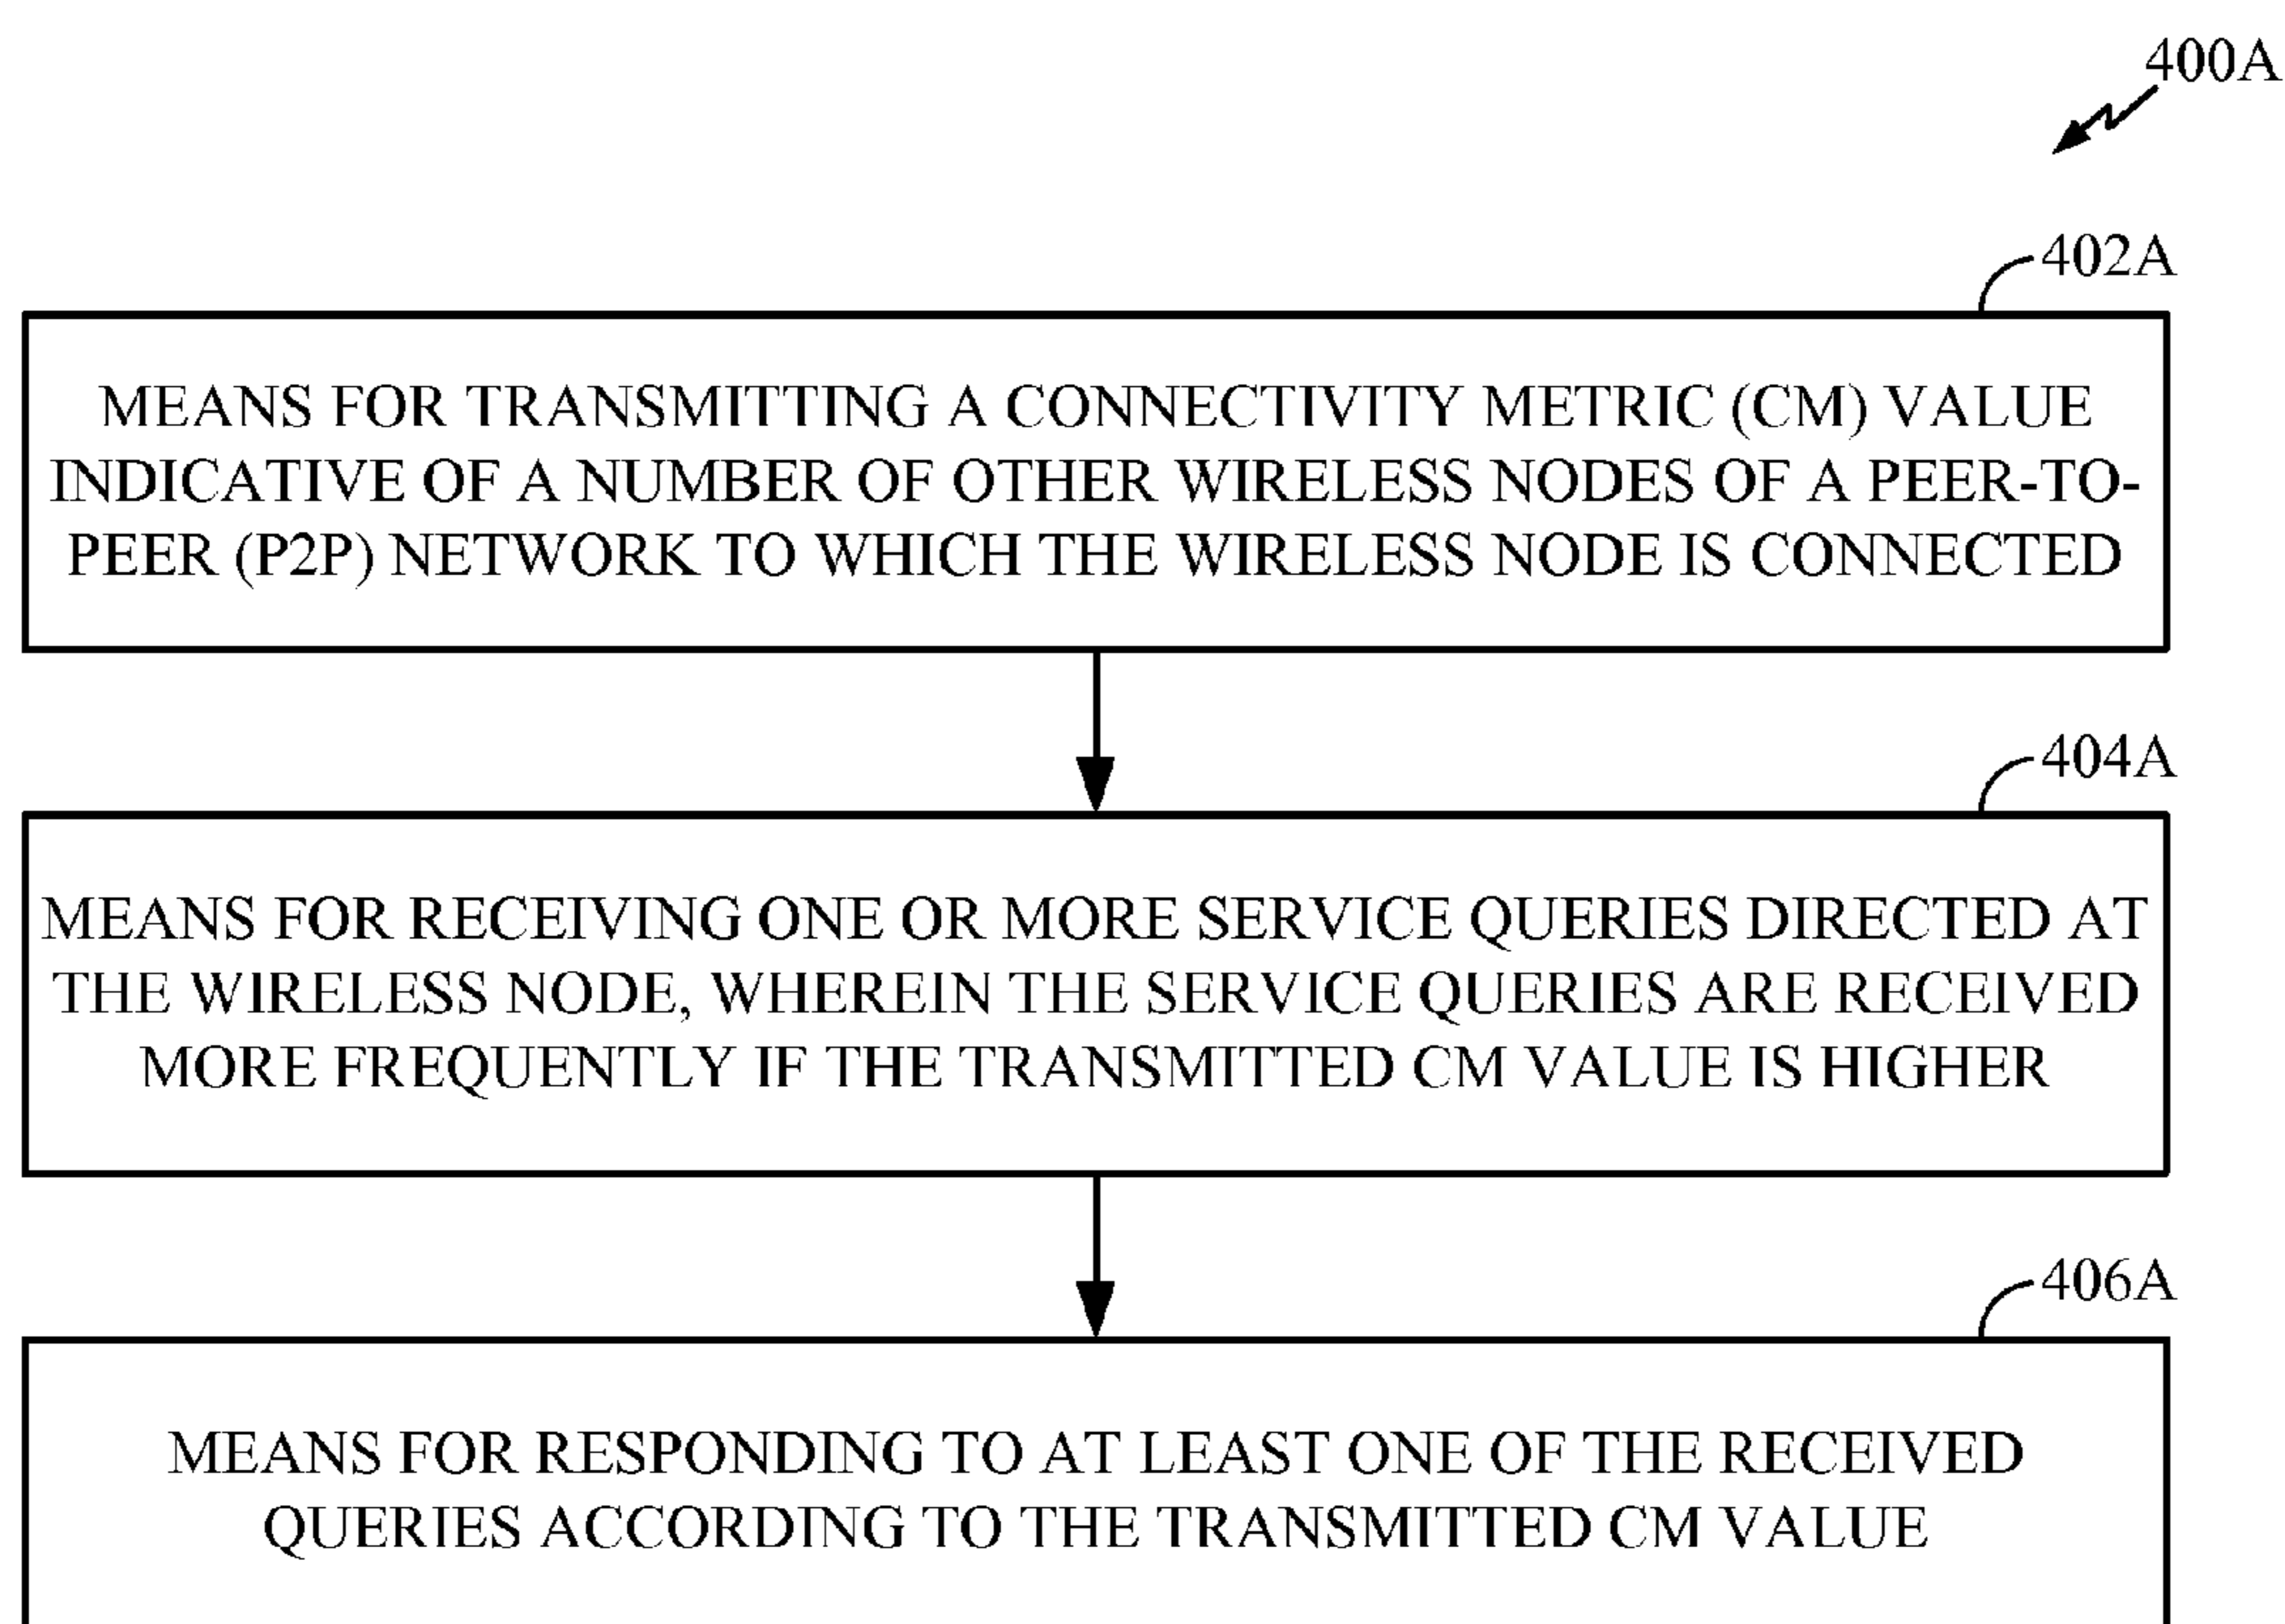 400A
402A
MEANS FOR TRANSMITTING A CONNECTIVITY METRIC (CM) VALUE
INDICATIVE OF A NUMBER OF OTHER WIRELESS NODES OF A PEER-TO-
PEER (P2P) NETWORK TO WHICH THE WIRELESS NODE IS CONNECTED
404A
MEANS FOR RECEIVING ONE OR MORE SERVICE QUERIES DIRECTED AT
THE WIRELESS NODE, WHEREIN THE SERVICE QUERIES ARE RECEIVED
MORE FREQUENTLY IF THE TRANSMITTED CM VALUE IS HIGHER
406A
MEANS FOR RESPONDING TO AT LEAST ONE OF THE RECEIVED
QUERIES ACCORDING TO THE TRANSMITTED CM VALUE